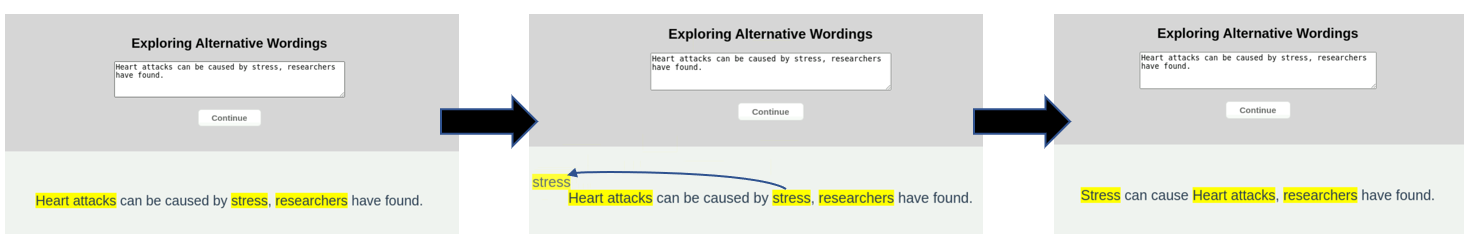 Exploring Alternative Wordings
Heart attacks can be caused by stress, researchers
have found.
Continue
Heart attacks can be caused by stress, researchers have found.
Exploring Alternative Wordings
Heart attacks can be caused by stress, researchers
have found.
Continue
stress
Heart attacks can be caused by stress, researchers have found.
Exploring Alternative Wordings
Heart attacks can be caused by stress, researchers
have found.
Continue
Stress can cause Heart attacks, researchers have found.